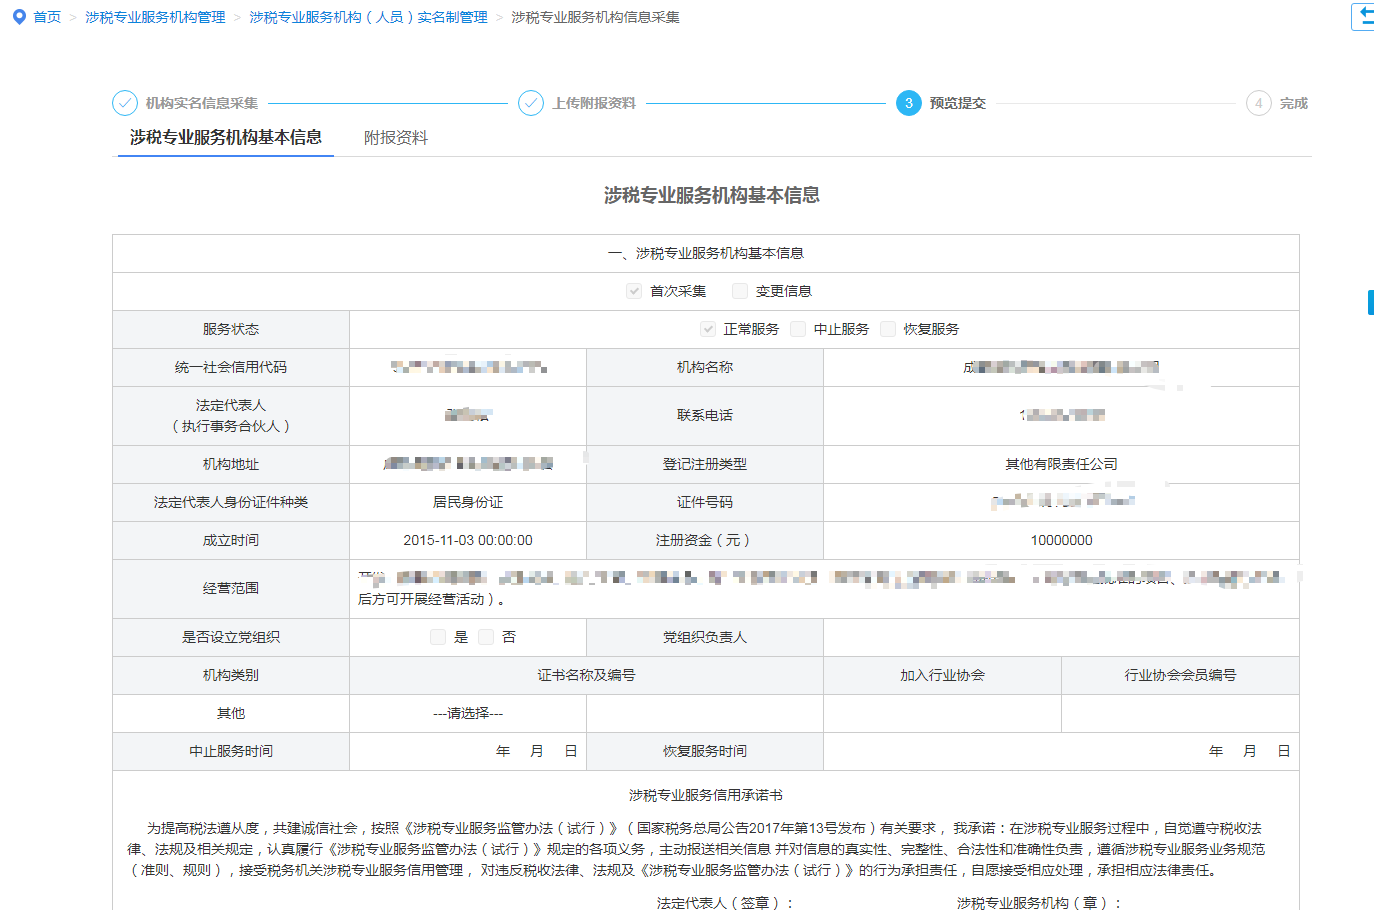 首页 > 涉税专业服务机构管理 > 涉税专业服务机构（人员）实名制管理 > 涉税专业服务机构信息采集
机构实名信息采集 上传附报资料 3 预览提交 4 完成
涉税专业服务机构基本信息 附报资料
涉税专业服务机构基本信息
一、涉税专业服务机构基本信息
首次采集 变更信息
服务状态 正常服务 中止服务 恢复服务
统一社会信用代码 机构名称 成
法定代表人
（执行事务合伙人） 联系电话
机构地址 登记注册类型 其他有限责任公司
法定代表人身份证件种类 居民身份证 证件号码
成立时间 2015-11-03 00:00:00 注册资金（元） 10000000
经营范围
后方可开展经营活动）。
是否设立党组织 是 否 党组织负责人
机构类别 证书名称及编号 加入行业协会 行业协会会员编号
其他 ---请选择---
中止服务时间 年 月 日 恢复服务时间 年 月 日
涉税专业服务信用承诺书
为提高税法遵从度，共建诚信社会，按照《涉税专业服务监管办法（试行）》（国家税务总局公告2017年第13号发布）有关要求， 我承诺：在涉税专业服务过程中，自觉遵守税收法
律、法规及相关规定，认真履行《涉税专业服务监管办法（试行）》规定的各项义务，主动报送相关信息 并对信息的真实性、完整性、合法性和准确性负责，遵循涉税专业服务业务规范
（准则、规则），接受税务机关涉税专业服务信用管理， 对违反税收法律、法规及《涉税专业服务监管办法（试行）》的行为承担责任，自愿接受相应处理，承担相应法律责任。
法定代表人（签章）： 涉税专业服务机构（章）：